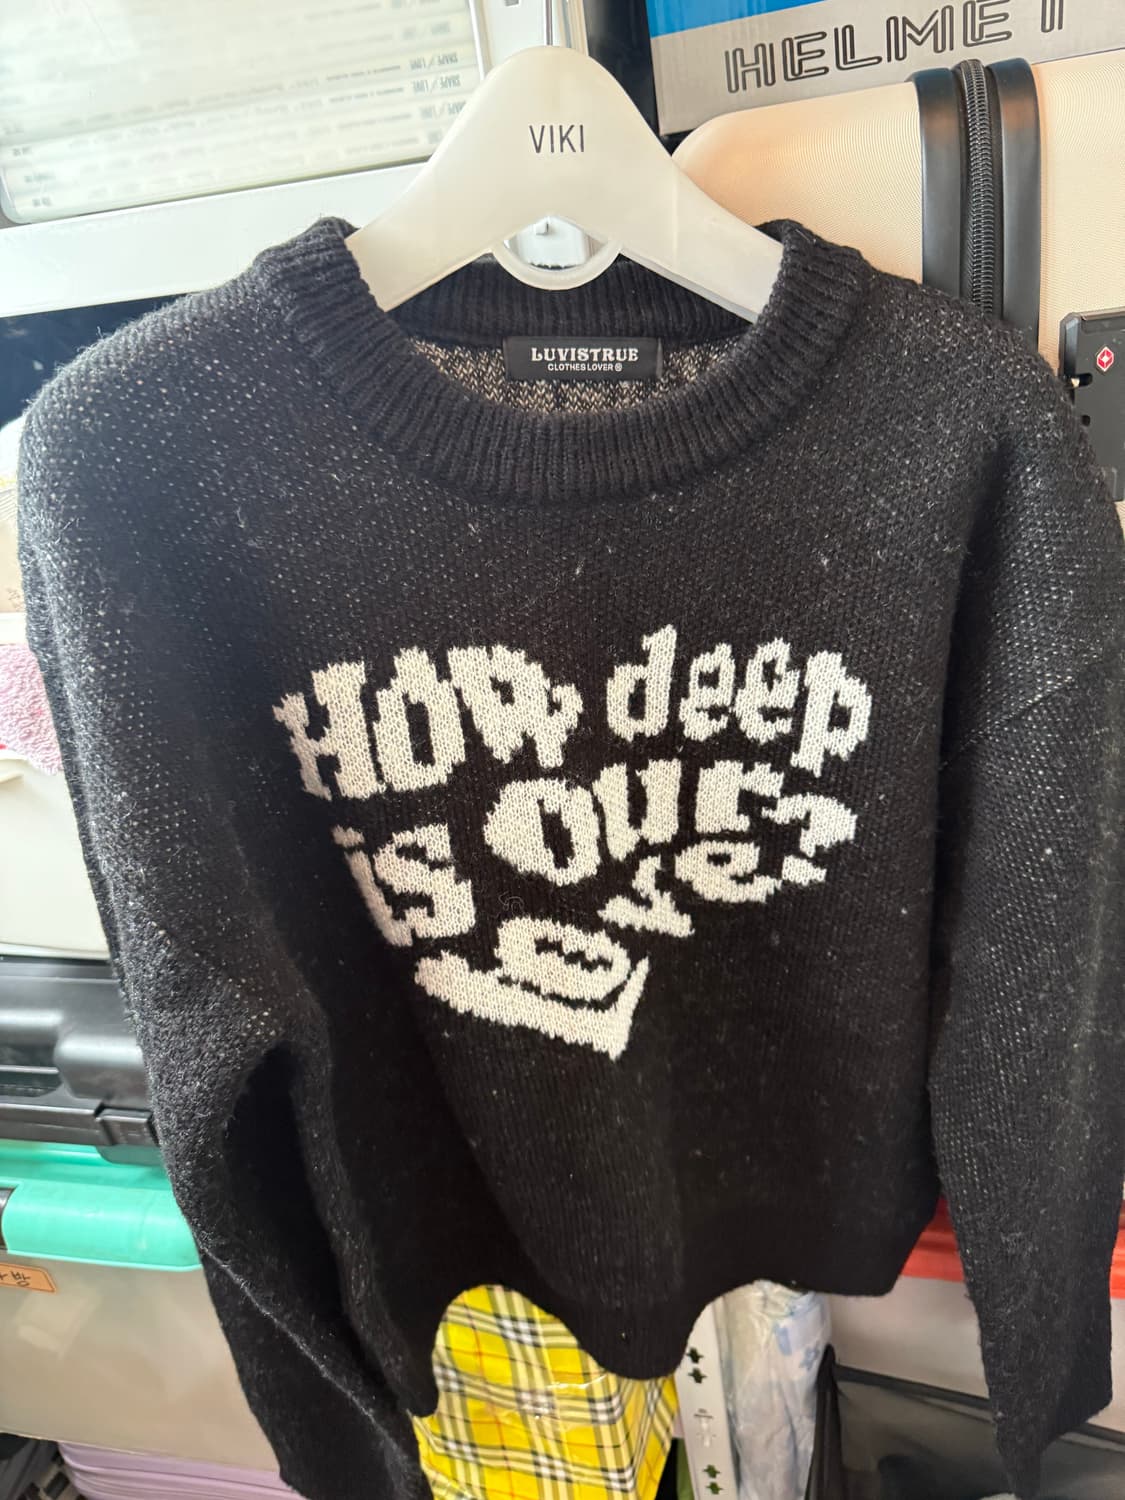 HELMET
VIKI
LUVISTRUE
CLOTHES LOVER ®
How deep
is our
love?